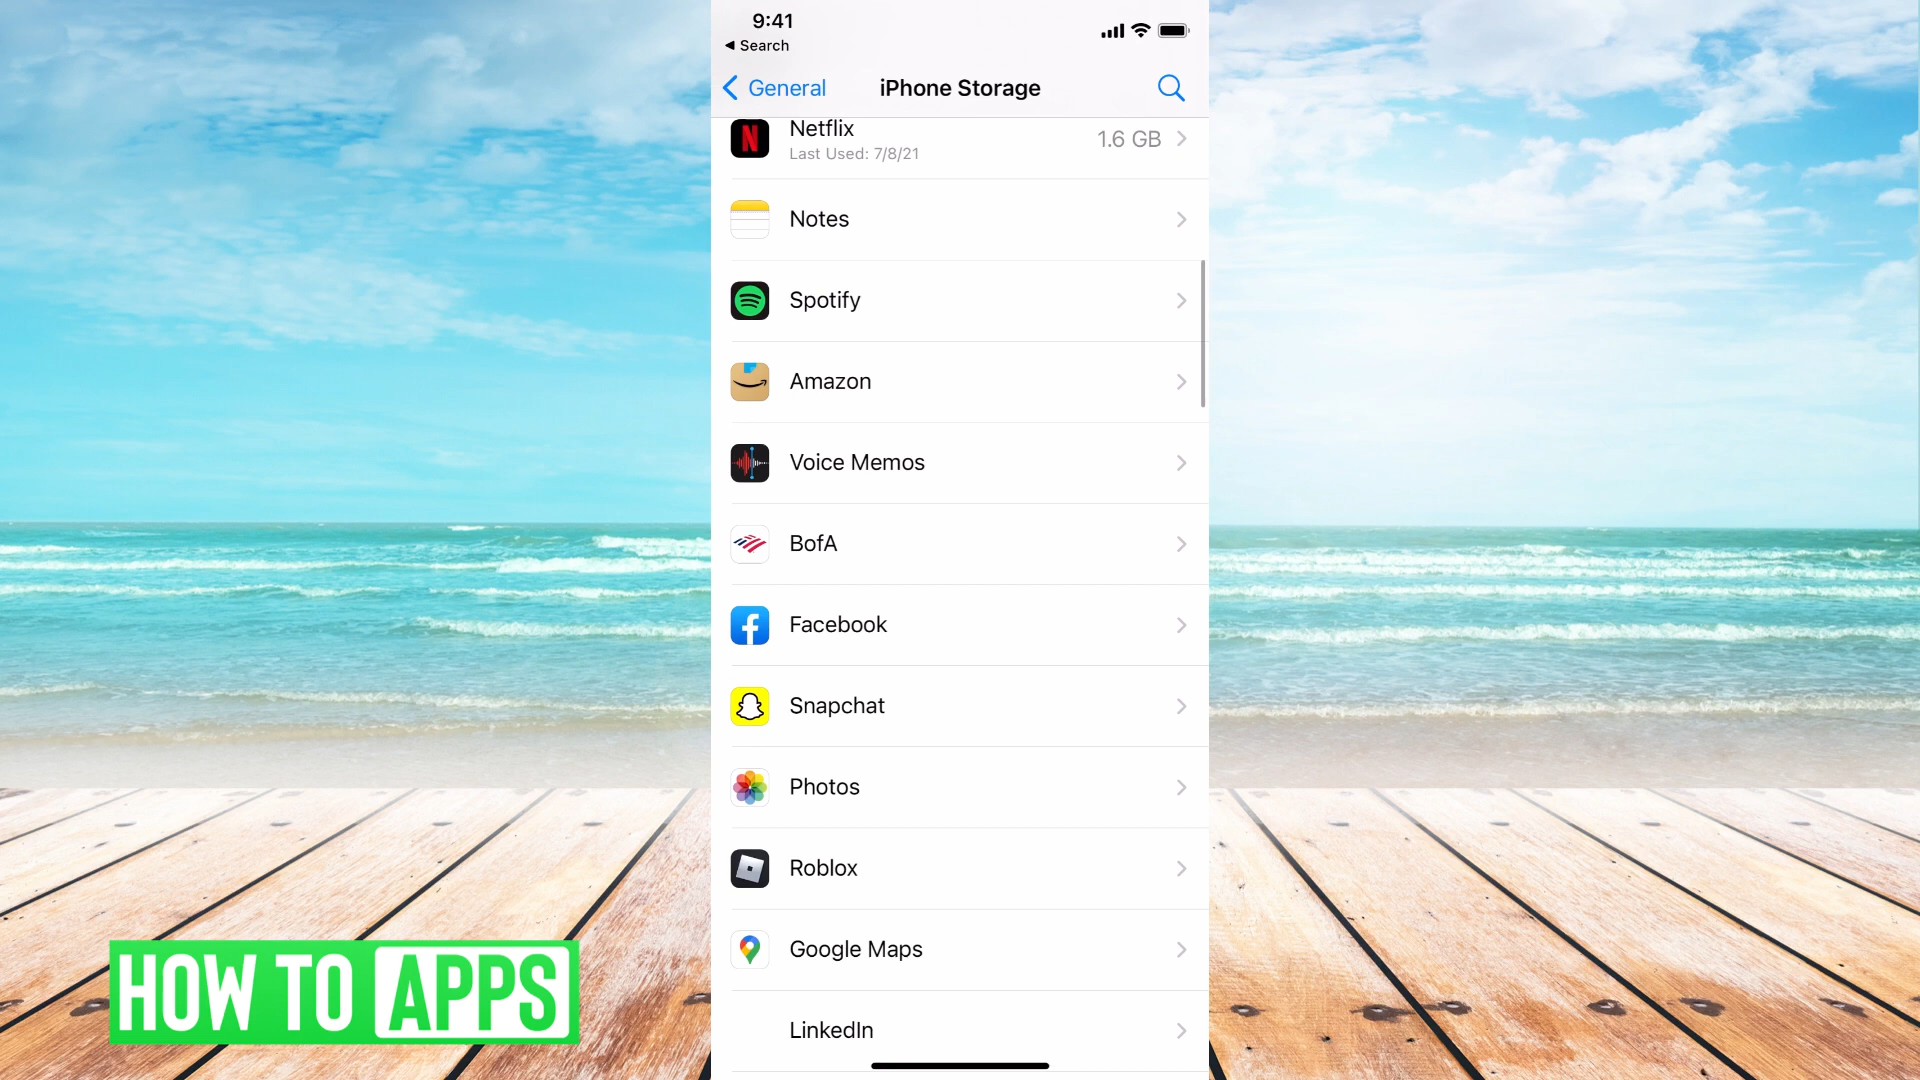 9:41
Search
General
iPhone Storage
Netflix
Last Used: 7/8/21
1.6 GB
Notes
Spotify
Amazon
Voice Memos
BofA
Facebook
Snapchat
Photos
Roblox
Google Maps
LinkedIn
HOW TO APPS